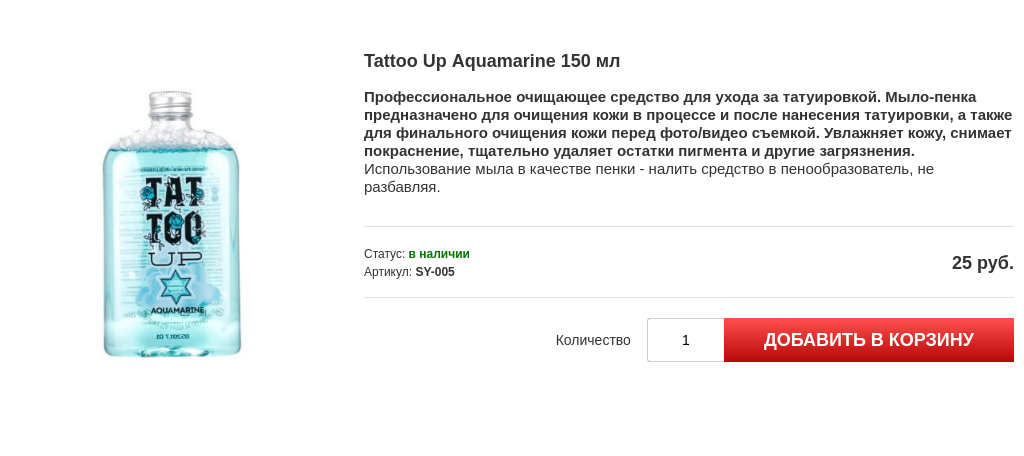 Tattoo Up Aquamarine 150 мл
Профессиональное очищающее средство для ухода за татуировкой. Мыло-пенка
предназначено для очищения кожи в процессе и после нанесения татуировки, а также
для финального очищения кожи перед фото/видео съемкой. Увлажняет кожу, снимает
покраснение, тщательно удаляет остатки пигмента и другие загрязнения.
Использование мыла в качестве пенки - налить средство в пенообразователь, не
разбавляя.
TAT
TOO
UP
AQUAMARINE
Статус: в наличии
Артикул: SY-005
25 руб.
Количество
1
ДОБАВИТЬ В КОРЗИНУ